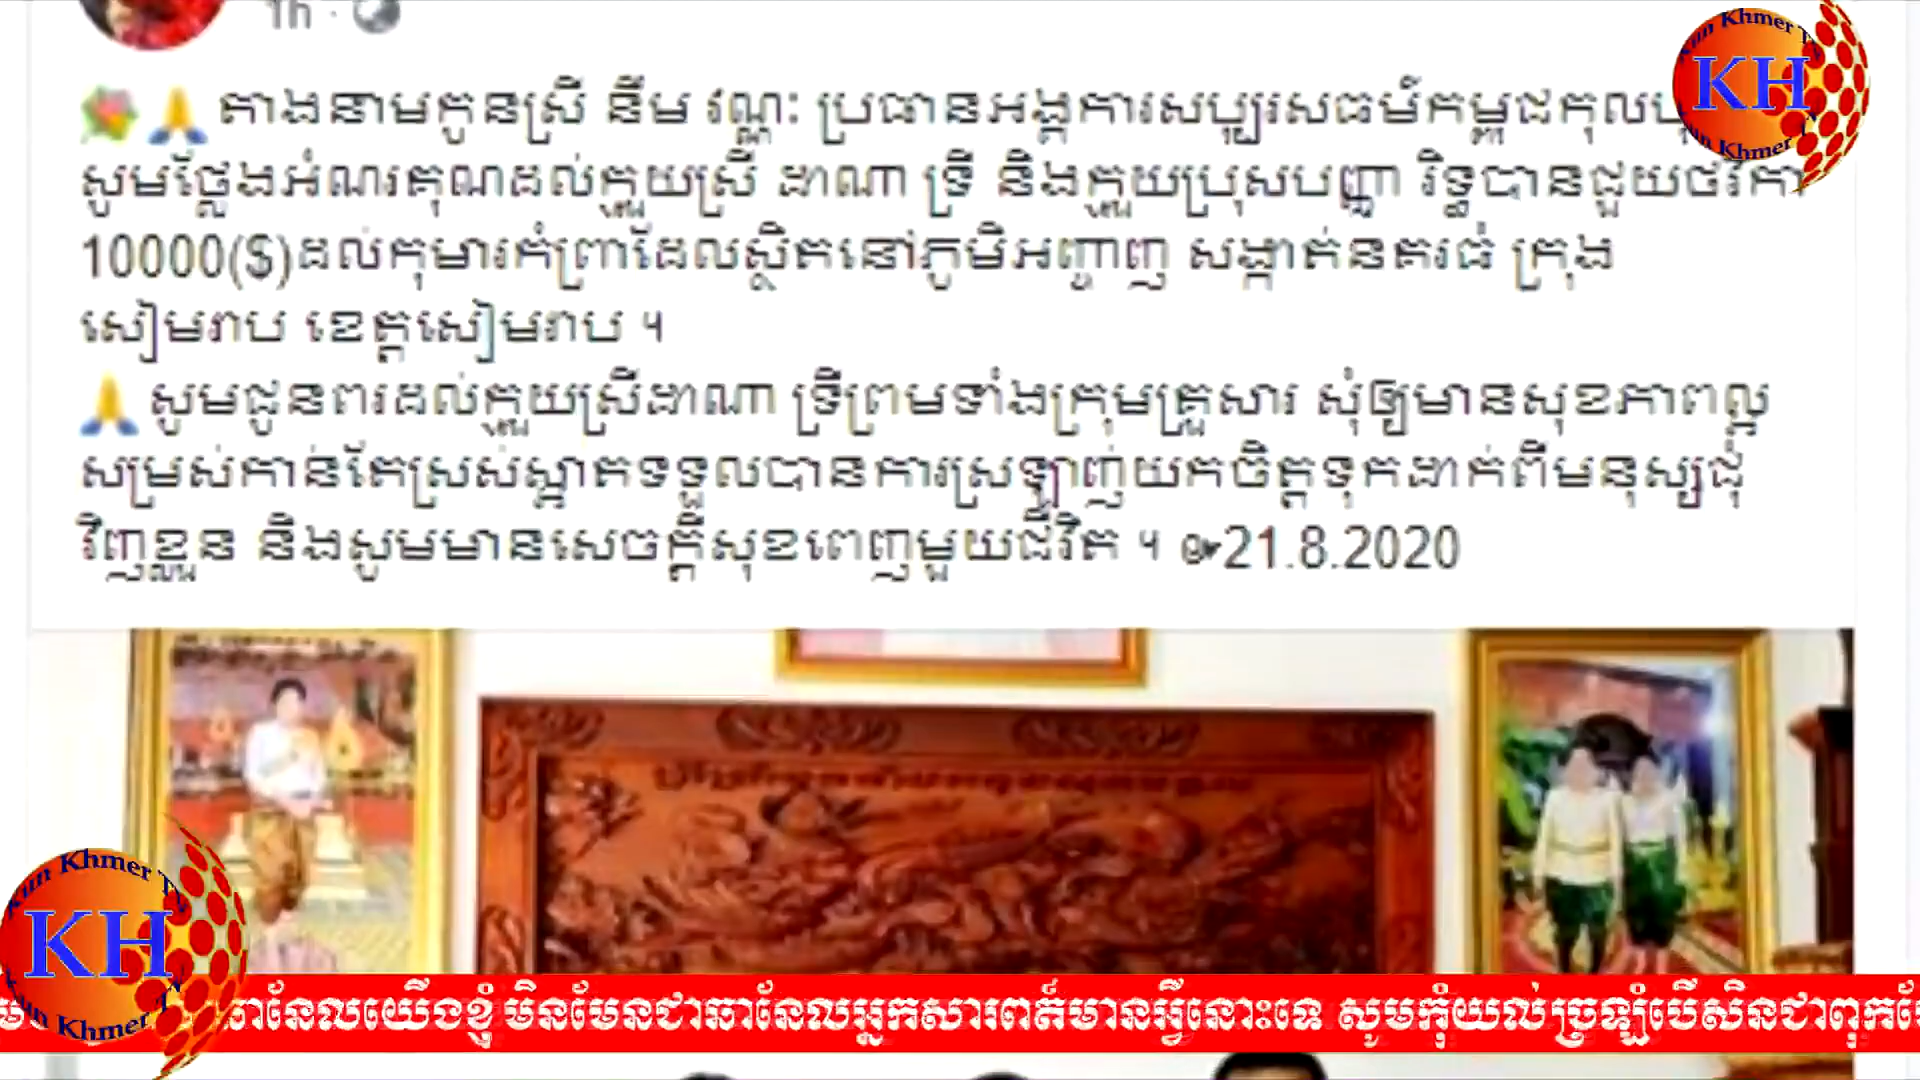 1h ·
Kun Khmer TV
KH
Kun Khmer TV
💐🙏 តាងនាមកូនស្រី នឹម វណ្ណៈ ប្រធានអង្គការសប្បុរសធម៍កម្ពុជកុលបុ
សូមថ្លែងអំណរគុណដល់ក្មួយស្រី ដាណា ទ្រី និងក្មួយប្រុសបញ្ញា រិទ្ធបានជួយថវិកា
10000($)ដល់កុមារកំព្រាដែលស្ថិតនៅភូមិអញ្ចាញ សង្កាត់នគរធំ ក្រុង
សៀមរាប ខេត្តសៀមរាប ។
🙏សូមជូនពរដល់ក្មួយស្រីដាណា ទ្រីព្រមទាំងក្រុមគ្រួសារ សុំឲ្យមានសុខភាពល្អ
សម្រស់កាន់តែស្រស់ស្អាតទទួលបានការស្រឡាញ់យកចិត្តទុកដាក់ពីមនុស្សជុំ
វិញខ្លួន និងសូមមានសេចក្តីសុខពេញមួយជីវិត ។ 21.8.2020
Kun Khmer TV
KH
Kun Khmer TV
ឆានែលយើងខ្ញុំមិនមែនជាឆានែលអ្នកសារពត៌មានអ្វីនោះទេ សូមកុំយល់ច្រឡំបើសិនជាពុក